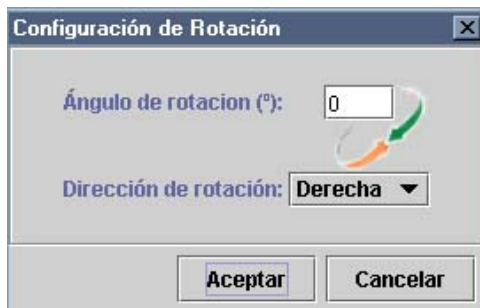 Configuración de Rotación
Ángulo de rotacion (º): 0
Dirección de rotación: Derecha
Aceptar Cancelar